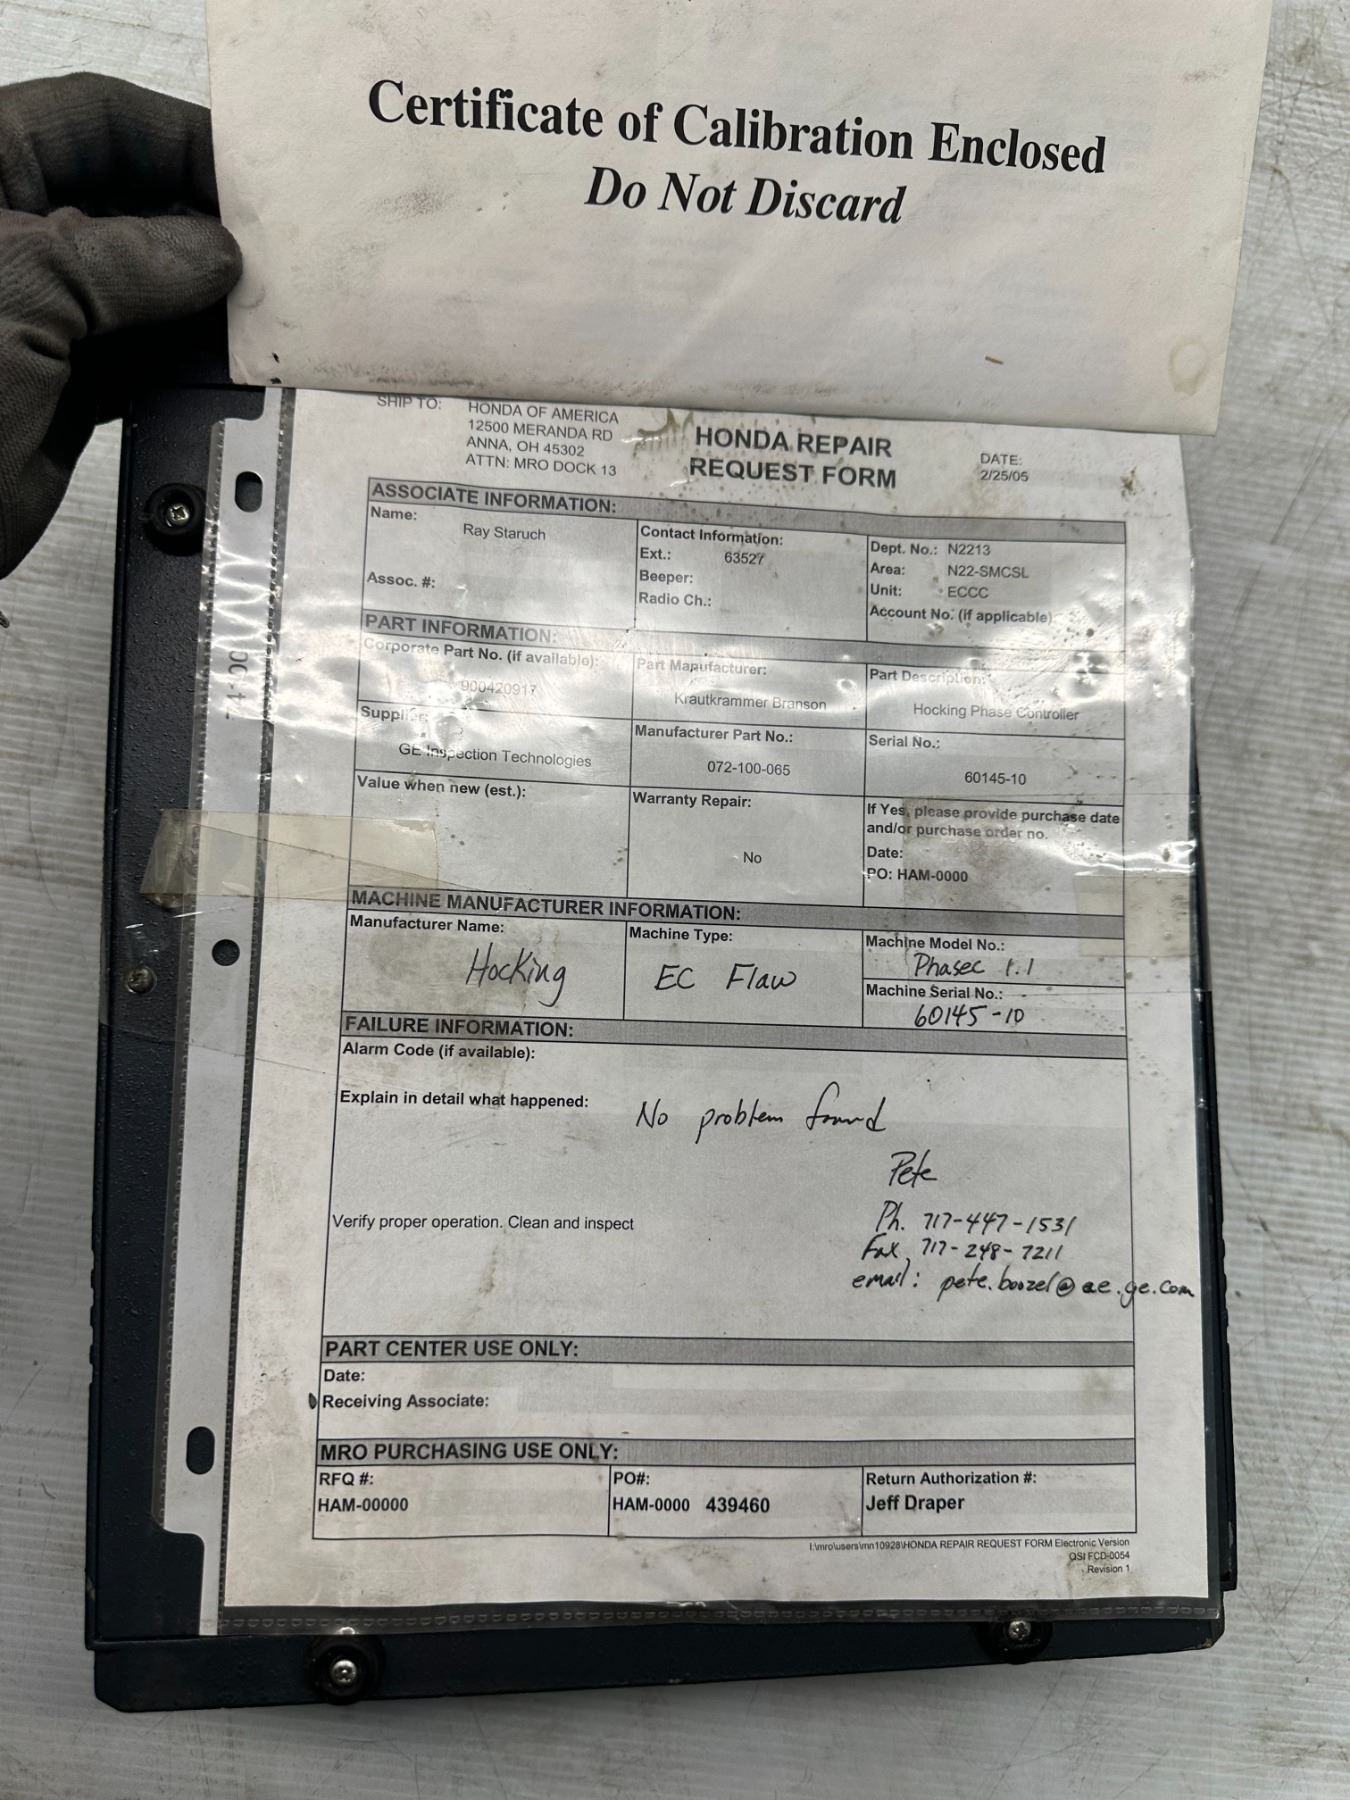 Certificate of Calibration Enclosed
Do Not Discard
SHIP TO: HONDA OF AMERICA
12500 MERANDA RD
ANNA, OH 45302
ATTN: MRO DOCK 13
HONDA REPAIR
REQUEST FORM
DATE:
2/25/05
ASSOCIATE INFORMATION:
Name:
Ray Staruch
Assoc. #:
Contact Information:
Ext.: 63527
Beeper:
Radio Ch.:
Dept. No.: N2213
Area: N22-SMCSL
Unit: ECCC
Account No. (if applicable)
PART INFORMATION:
Corporate Part No. (if available):
900420917
Part Manufacturer:
Krautkrammer Branson
Part Description:
Hocking Phase Controller
Supplier:
GE Inspection Technologies
Manufacturer Part No.:
072-100-065
Serial No.:
60145-10
Value when new (est.):
Warranty Repair:
No
If Yes, please provide purchase date
and/or purchase order no.
Date:
PO: HAM-0000
MACHINE MANUFACTURER INFORMATION:
Manufacturer Name:
Hocking
Machine Type:
EC Flaw
Machine Model No.:
Phasec 1.1
Machine Serial No.:
60145-10
FAILURE INFORMATION:
Alarm Code (if available):
Explain in detail what happened:
No problem found
Pete
Ph. 717-447-1531
Fax 717-248-7211
email: pete.boozel@ae.ge.com
Verify proper operation. Clean and inspect
PART CENTER USE ONLY:
Date:
Receiving Associate:
MRO PURCHASING USE ONLY:
RFQ #:
HAM-00000
PO#:
HAM-0000 439460
Return Authorization #:
Jeff Draper
I:\mro\users\mn10928\HONDA REPAIR REQUEST FORM Electronic Version
QSI FCD-0054
Revision 1